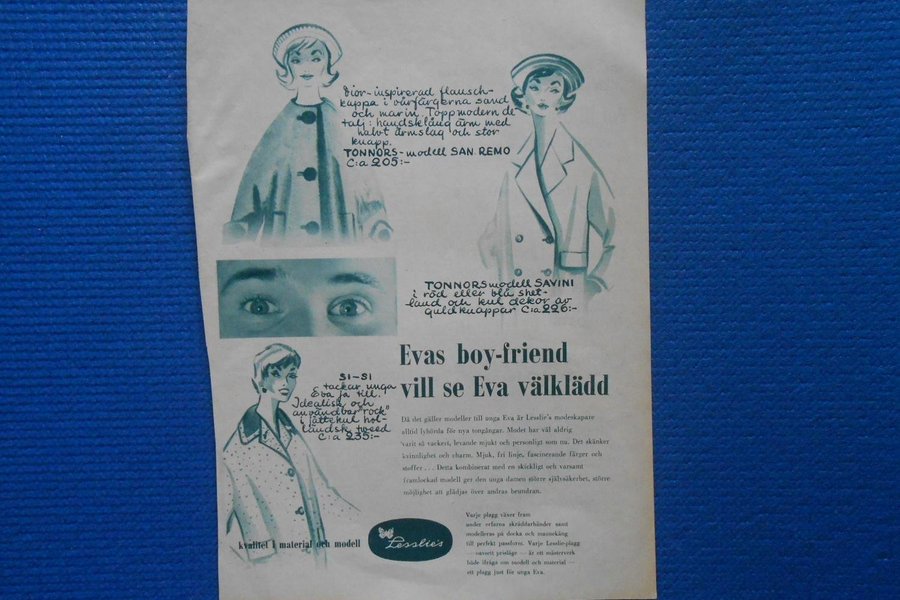 Dior-inspirerad flausch-
kappa i vårfärgerna sand
och marin. Toppmodern de
talj: handsklång ärm med
halvt ärmslag och stor
knapp.
TONNORS-modell SAN REMO
C:a 205:-
TONNORS modell SAVINI
i röd eller blå shet-
land och kul dekor av
guldknappar C:a 226:-
Evas boy-friend
vill se Eva välklädd
SI-SI
tackar unga
Eva ja till.
"Idealisk och
användbar rock"
i jättekul hol-
ländsk tweed
C:a 235:-
Då det gäller modeller till unga Eva är Lesslie's modeskapare
alltid lyhörda för nya tongångar. Modet har väl aldrig
varit så vackert, levande mjukt och personligt som nu. Det skänker
kvinnlighet och charm. Mjuk, fri linje, fascinerande färger och
stoffer... Detta kombinerat med en skickligt och varsamt
framlockad modell ger den unga damen större självsäkerhet, större
möjlighet att glädjas över andras beundran.
Varje plagg växer fram
under erfarna skräddarhänder samt
modelleras på docka och mannekäng
till perfekt passform. Varje Lesslie-plagg
— oavsett prisläge — är ett mästerverk
både ifråga om modell och material —
ett plagg just för unga Eva.
kvalitet i material och modell
Lesslie's